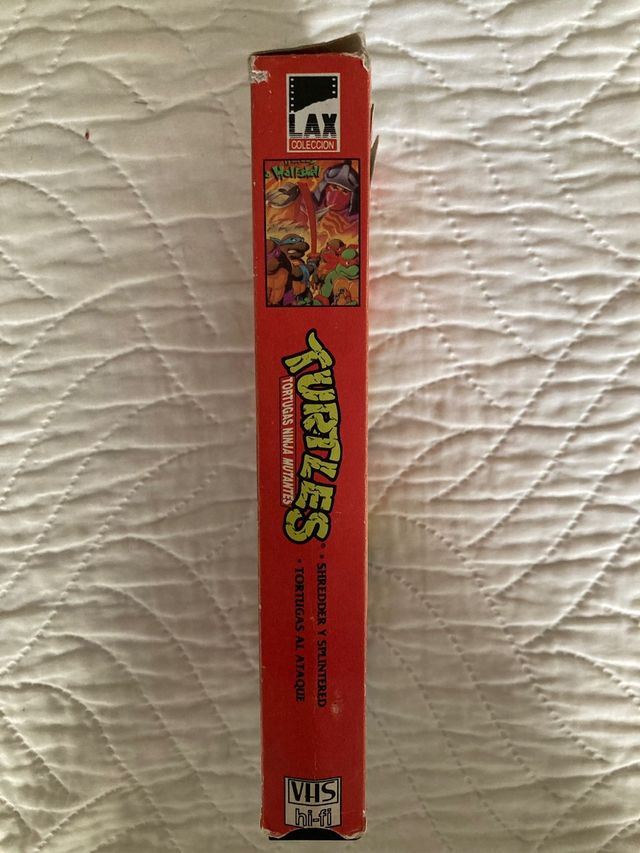 LAX
COLECCION
TURTLES
TORTUGAS NINJA MUTANTES
• SHREDDER Y SPLINTERED
• TORTUGAS AL ATAQUE
VHS
hi-fi